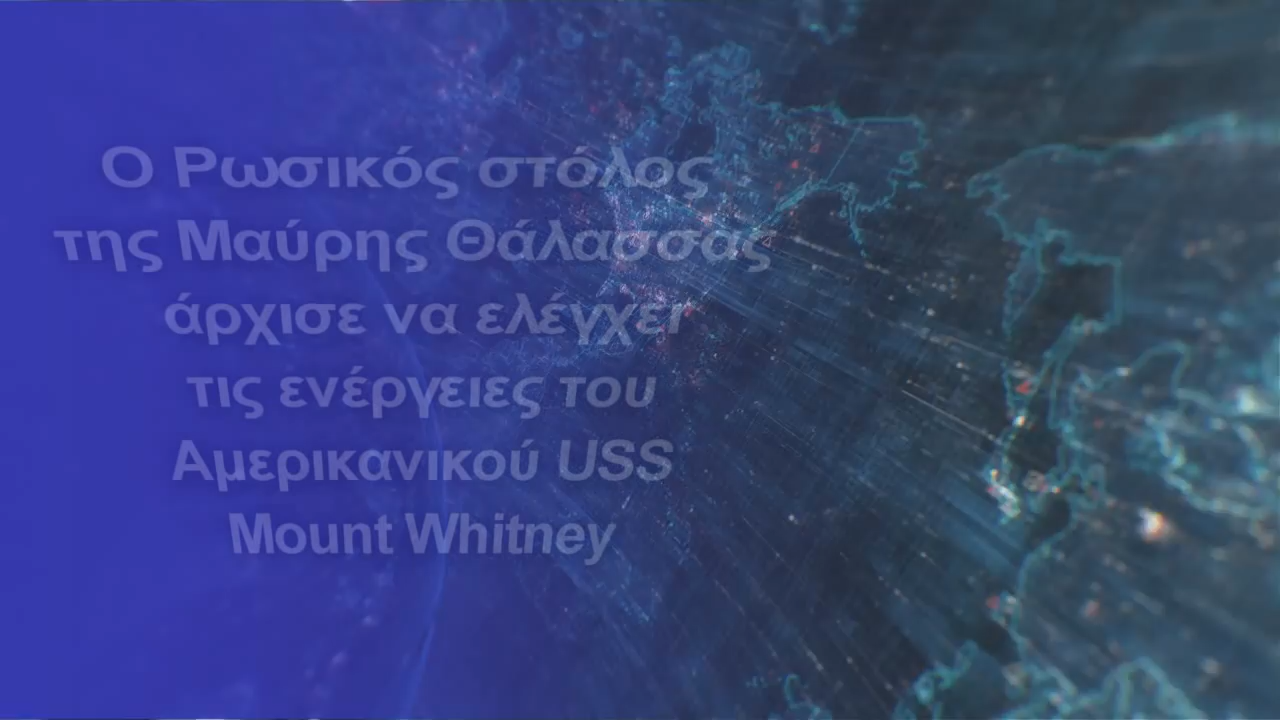 Ο Ρωσικός στόλος
της Μαύρης Θάλασσας
άρχισε να ελέγχει
τις ενέργειες του
Αμερικανικού USS
Mount Whitney